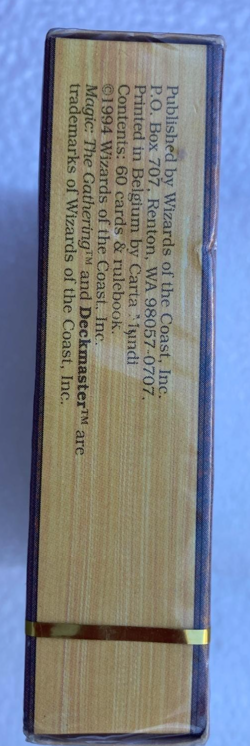 Published by Wizards of the Coast, Inc.
P.O. Box 707, Renton, WA 98057-0707.
Printed in Belgium by Carta Mundi
Contents: 60 cards & rulebook.
©1994 Wizards of the Coast, Inc.
Magic: The Gathering™ and Deckmaster™ are
trademarks of Wizards of the Coast, Inc.